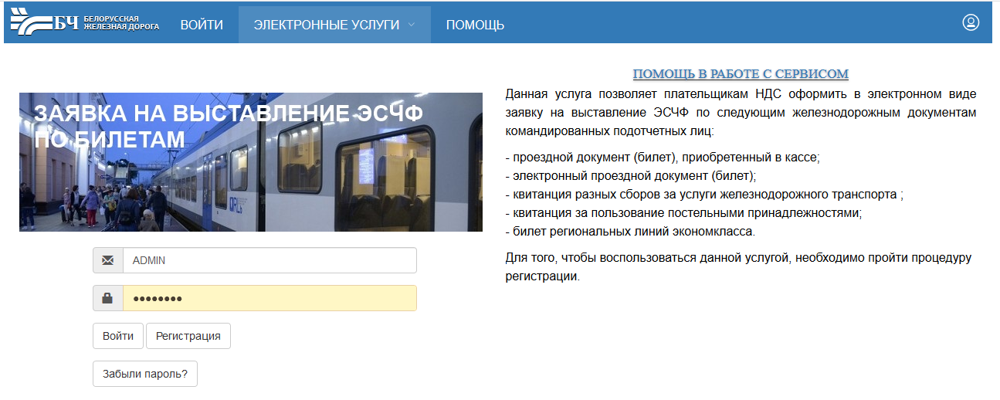 БЧ БЕЛОРУССКАЯ
ЖЕЛЕЗНАЯ ДОРОГА
ВОЙТИ
ЭЛЕКТРОННЫЕ УСЛУГИ
ПОМОЩЬ
ЗАЯВКА НА ВЫСТАВЛЕНИЕ ЭСЧФ
ПО БИЛЕТАМ
ADMIN
Войти
Регистрация
Забыли пароль?
ПОМОЩЬ В РАБОТЕ С СЕРВИСОМ
Данная услуга позволяет плательщикам НДС оформить в электронном виде
заявку на выставление ЭСЧФ по следующим железнодорожным документам
командированных подотчетных лиц:
- проездной документ (билет), приобретенный в кассе;
- электронный проездной документ (билет);
- квитанция разных сборов за услуги железнодорожного транспорта ;
- квитанция за пользование постельными принадлежностями;
- билет региональных линий экономкласса.
Для того, чтобы воспользоваться данной услугой, необходимо пройти процедуру
регистрации.